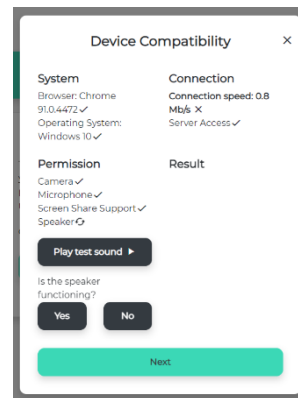 Device Compatibility ×
System
Browser: Chrome
91.0.4472 ✓
Operating System:
Windows 10 ✓
Connection
Connection speed: 0.8
Mb/s ✕
Server Access ✓
Permission
Camera ✓
Microphone ✓
Screen Share Support ✓
Speaker
Result
Play test sound
Is the speaker
functioning?
Yes No
Next